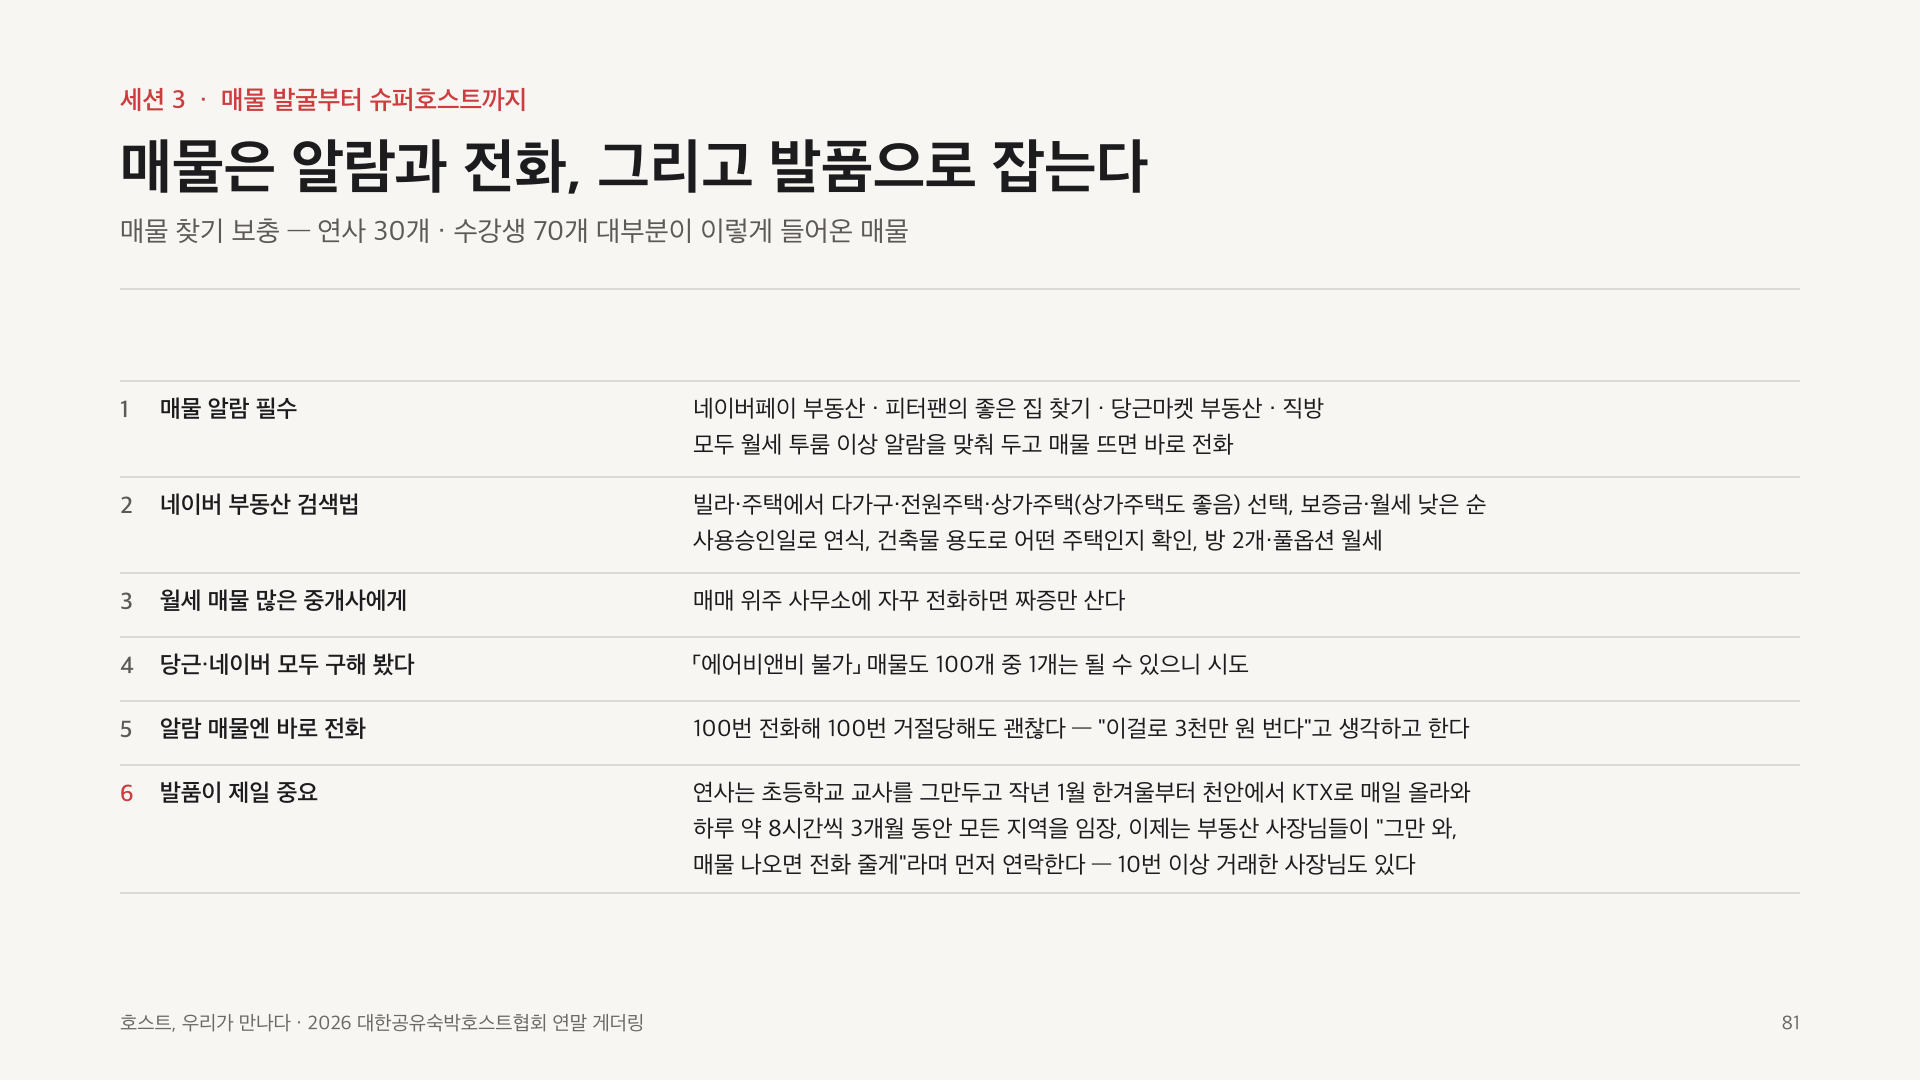 세션 3 · 매물 발굴부터 슈퍼호스트까지
매물은 알람과 전화, 그리고 발품으로 잡는다
매물 찾기 보충 — 연사 30개 · 수강생 70개 대부분이 이렇게 들어온 매물
1 매물 알람 필수
네이버페이 부동산 · 피터팬의 좋은 집 찾기 · 당근마켓 부동산 · 직방
모두 월세 투룸 이상 알람을 맞춰 두고 매물 뜨면 바로 전화
2 네이버 부동산 검색법
빌라·주택에서 다가구·전원주택·상가주택(상가주택도 좋음) 선택, 보증금·월세 낮은 순
사용승인일로 연식, 건축물 용도로 어떤 주택인지 확인, 방 2개·풀옵션 월세
3 월세 매물 많은 중개사에게
매매 위주 사무소에 자꾸 전화하면 짜증만 산다
4 당근·네이버 모두 구해 봤다
「에어비앤비 불가」 매물도 100개 중 1개는 될 수 있으니 시도
5 알람 매물엔 바로 전화
100번 전화해 100번 거절당해도 괜찮다 — "이걸로 3천만 원 번다"고 생각하고 한다
6 발품이 제일 중요
연사는 초등학교 교사를 그만두고 작년 1월 한겨울부터 천안에서 KTX로 매일 올라와
하루 약 8시간씩 3개월 동안 모든 지역을 임장, 이제는 부동산 사장님들이 "그만 와,
매물 나오면 전화 줄게"라며 먼저 연락한다 — 10번 이상 거래한 사장님도 있다
호스트, 우리가 만나다 · 2026 대한공유숙박호스트협회 연말 게더링
81